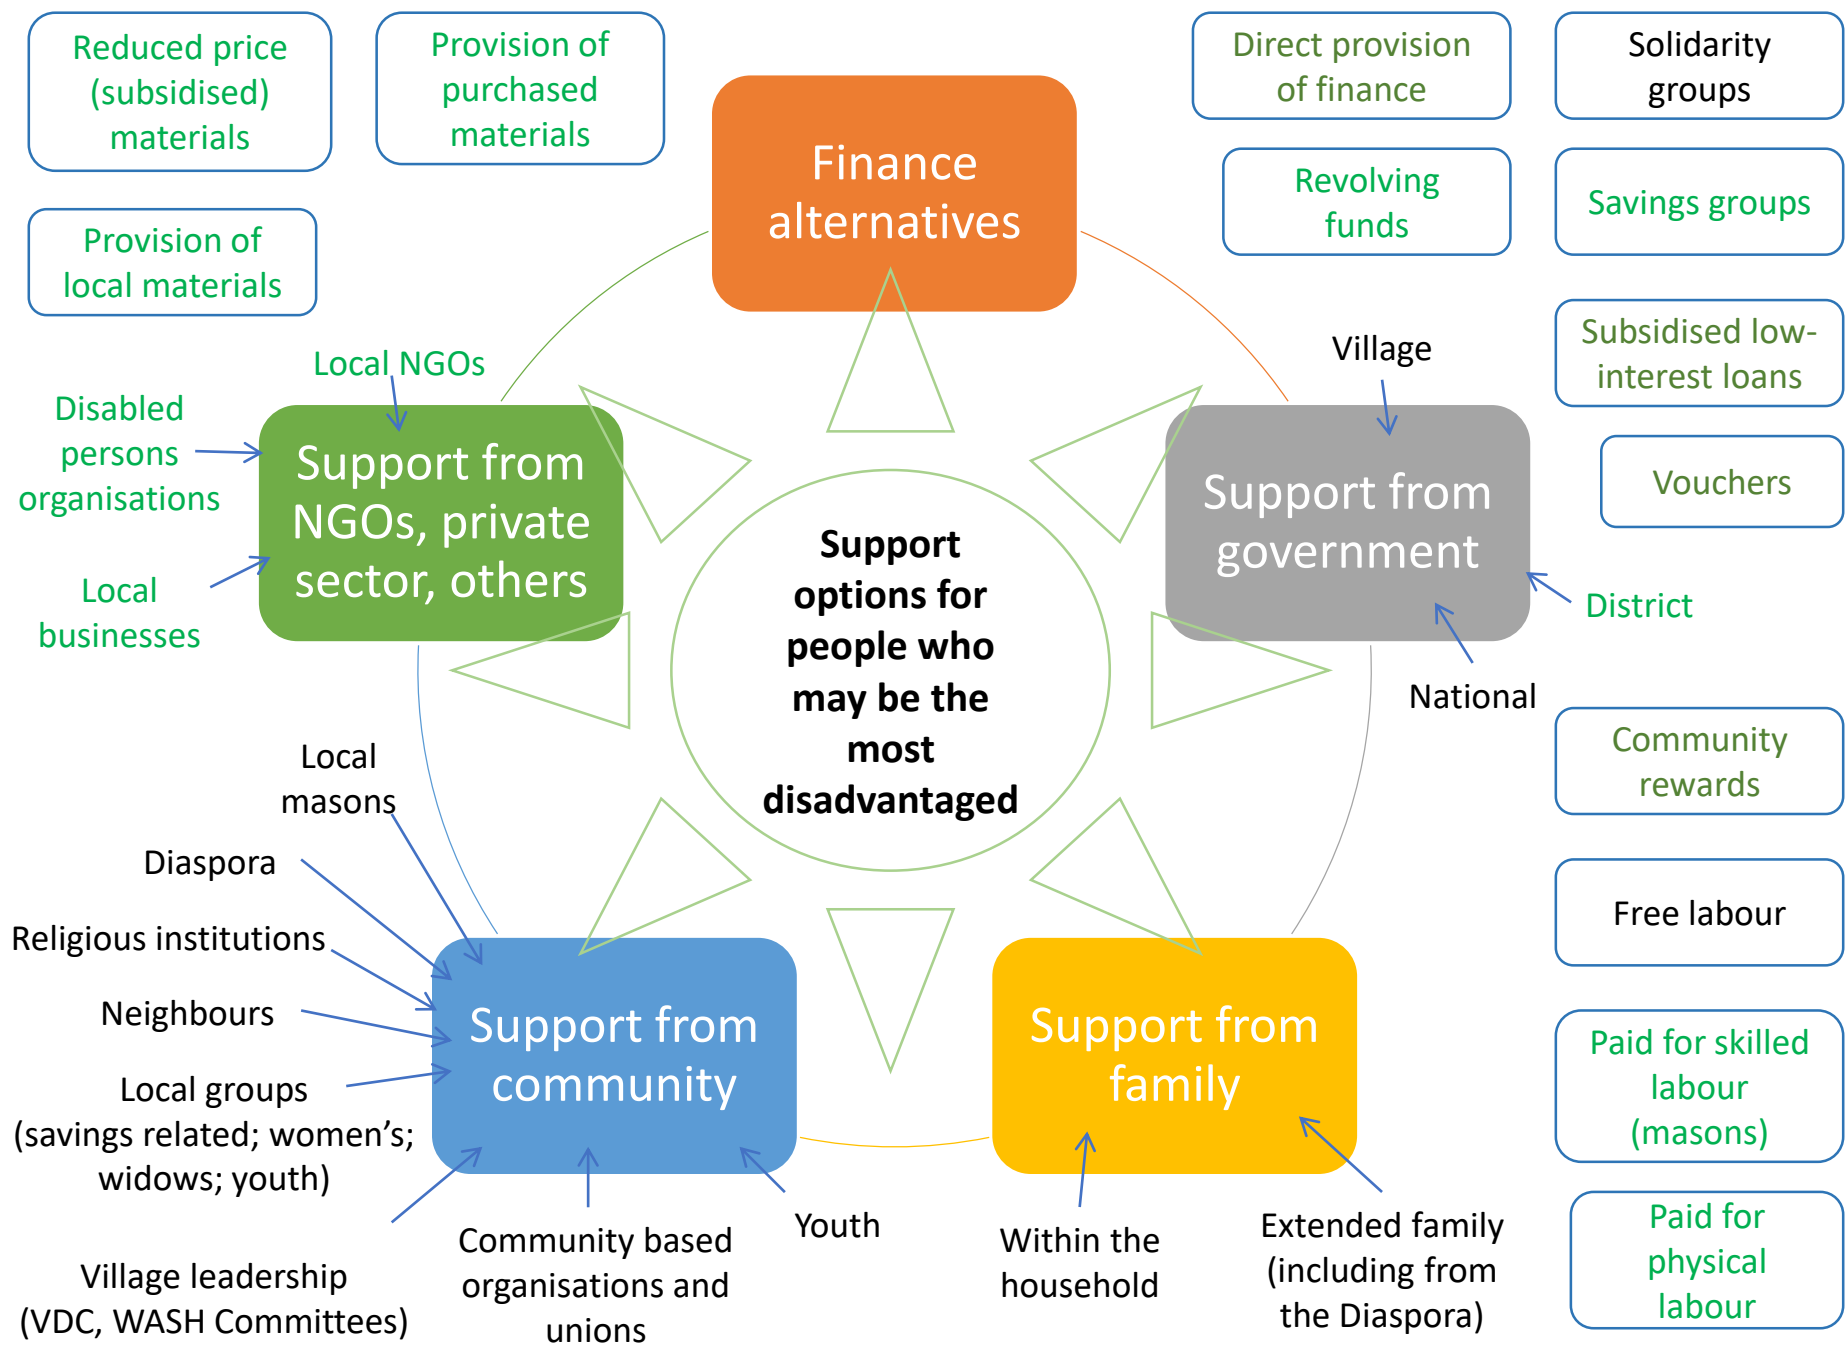 Reduced price
(subsidised)
materials
Provision of
purchased
materials
Direct provision
of finance
Solidarity
groups
Finance
alternatives
Revolving
funds
Savings groups
Provision of
local materials
Subsidised low-
interest loans
Village
Local NGOs
Disabled
persons
organisations
Support from
NGOs, private
sector, others
Support from
government
Vouchers
Local
businesses
District
National
Support
options for
people who
may be the
most
disadvantaged
Community
rewards
Local
masons
Diaspora
Religious institutions
Neighbours
Local groups
(savings related; women's;
widows; youth)
Support from
community
Support from
family
Free labour
Paid for skilled
labour
(masons)
Village leadership
(VDC, WASH Committees)
Community based
organisations and
unions
Youth
Within the
household
Extended family
(including from
the Diaspora)
Paid for
physical
labour